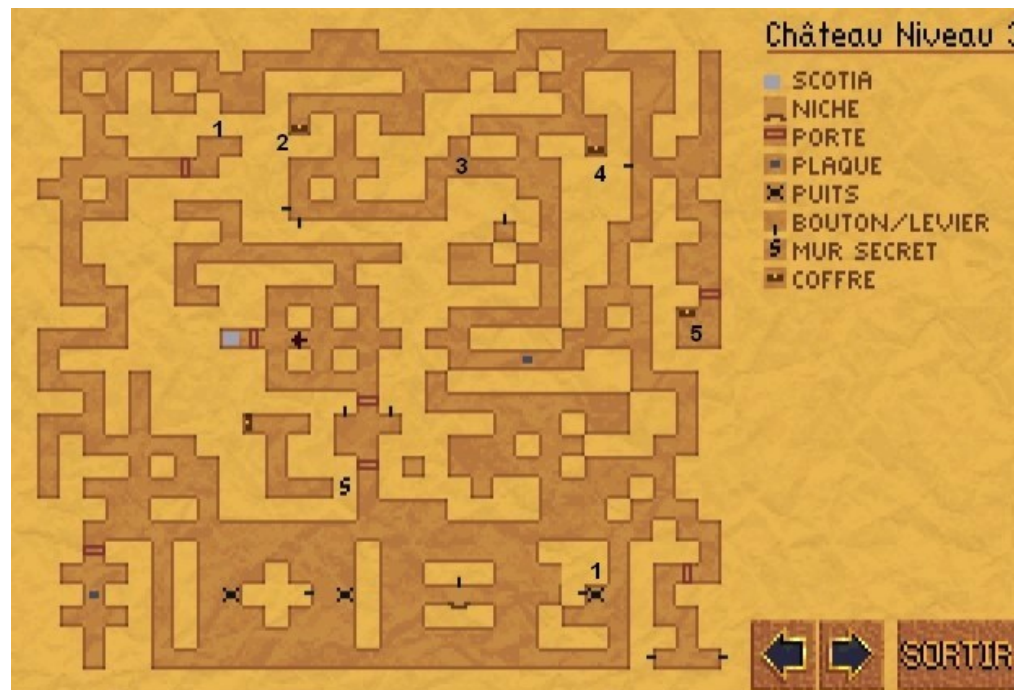 Château Niveau 3
SCOTIA
NICHE
PORTE
PLAQUE
PUITS
BOUTON/LEVIER
MUR SECRET
COFFRE
1
2
3
4
5
1
SORTIR